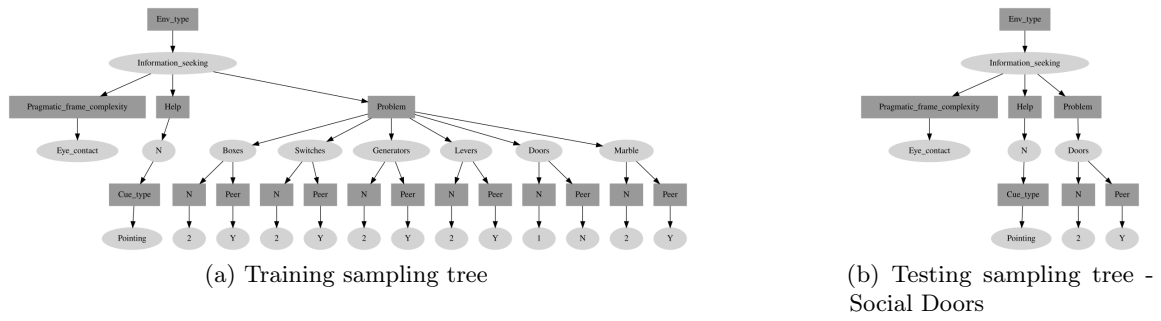 Env_type Env_type
Information_seeking Information_seeking
Pragmatic_frame_complexity Help Problem Pragmatic_frame_complexity Help Problem
Eye_contact N Boxes Switches Generators Levers Doors Marble Eye_contact N Doors
Cue_type N Peer N Peer N Peer N Peer N Peer N Peer Cue_type N Peer
Pointing 2 Y 2 Y 2 Y 2 Y 1 N 2 Y Pointing 2 Y
(a) Training sampling tree (b) Testing sampling tree -
Social Doors